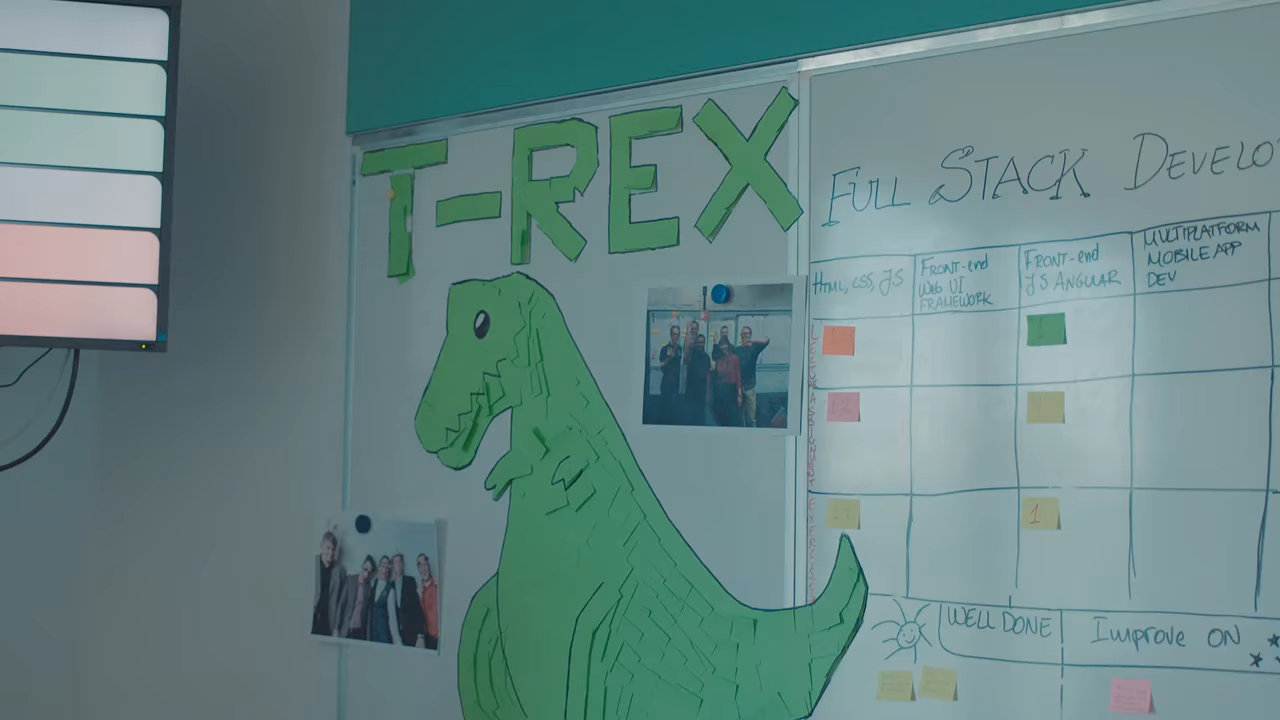 T-REX
FULL STACK DEVELO
HTML, CSS, JS
FRONT-end
Web UI
FRAMEWORK
FRONT-end
JS ANGULAR
MULTIPLATFORM
MOBILE APP
DEV
1
WELL DONE
Improve ON